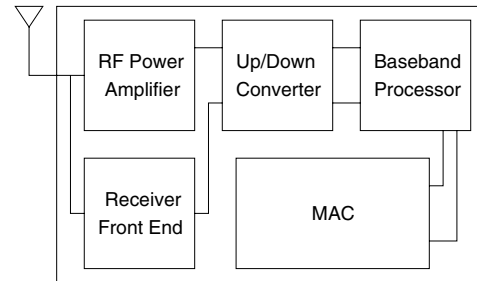 RF Power
Amplifier
Up/Down
Converter
Baseband
Processor
Receiver
Front End
MAC